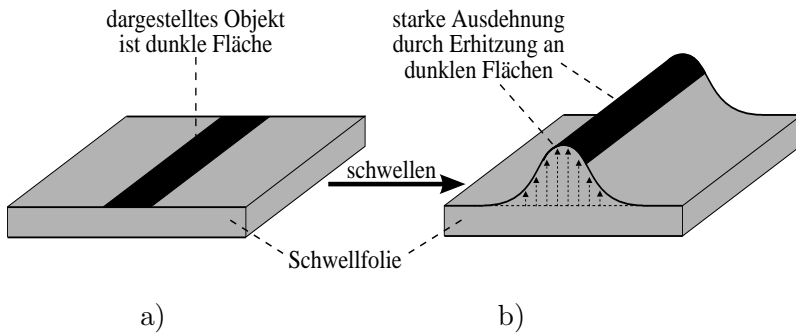 dargestelltes Objekt
ist dunkle Fläche
starke Ausdehnung
durch Erhitzung an
dunklen Flächen
schwellen
Schwellfolie
a)
b)